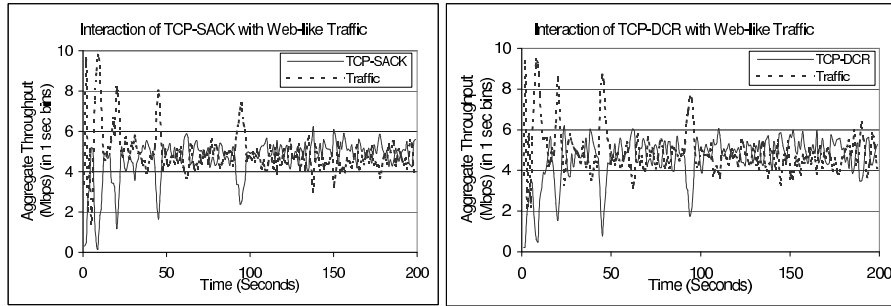 Interaction of TCP-SACK with Web-like Traffic
Aggregate Throughput
(Mbps) (in 1 sec bins)
10
8
6
4
2
0
TCP-SACK
Traffic
0 50 100 150 200
Time (Seconds)
Interaction of TCP-DCR with Web-like Traffic
Aggregate Throughput
(Mbps) (in 1 sec bins)
10
8
6
4
2
0
TCP-DCR
Traffic
0 50 100 150 200
Time (Seconds)